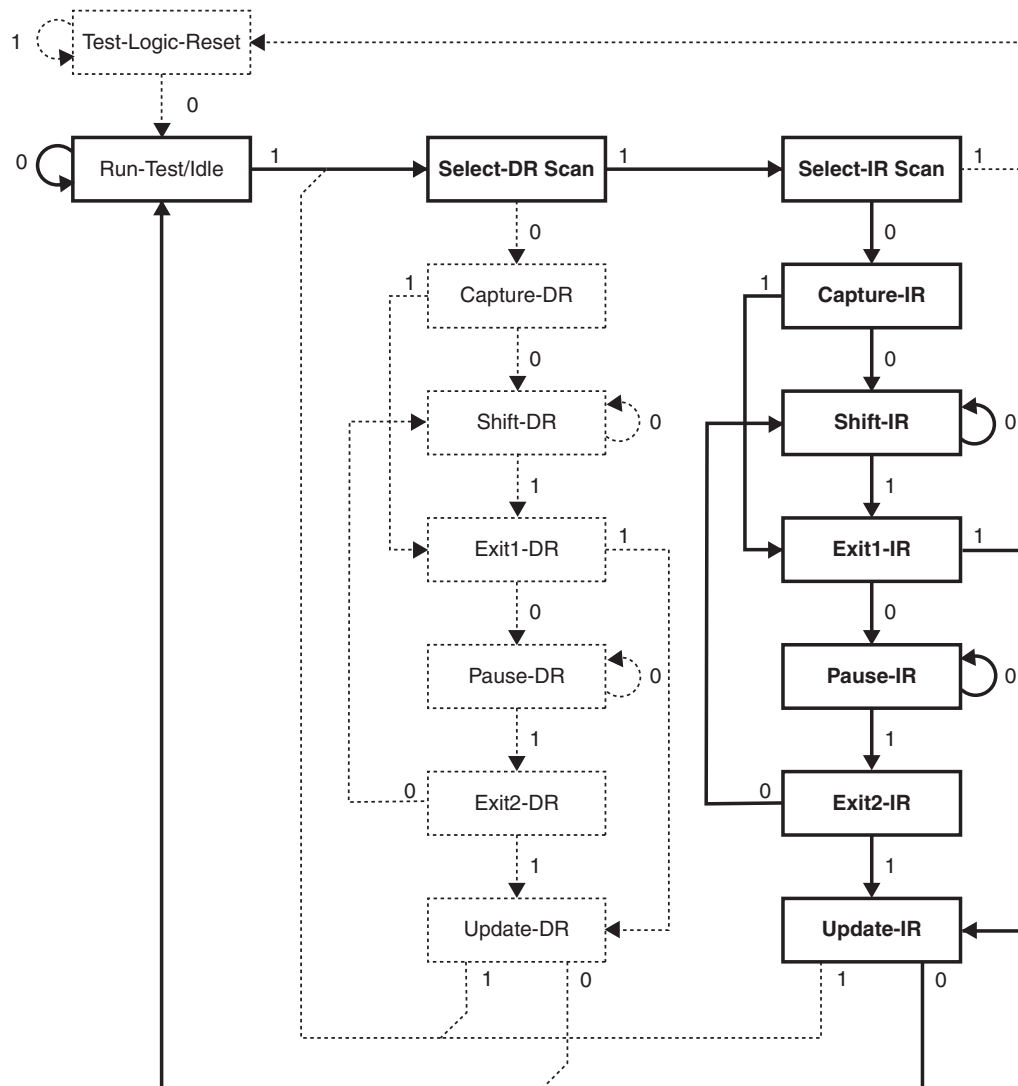 1 Test-Logic-Reset
0
0 Run-Test/Idle 1 Select-DR Scan 1 Select-IR Scan 1
0 0
1 Capture-DR 1 Capture-IR
0 0
Shift-DR 0 Shift-IR 0
1 1
Exit1-DR 1 Exit1-IR 1
0 0
Pause-DR 0 Pause-IR 0
1 1
0 Exit2-DR 0 Exit2-IR
1 1
Update-DR Update-IR
1 0 1 0